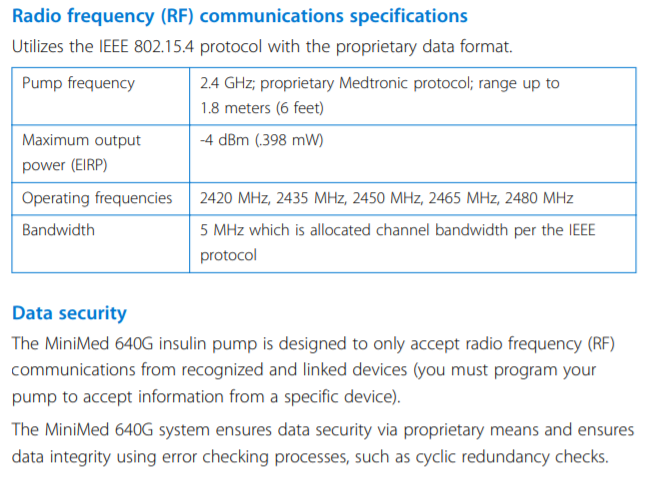 Radio frequency (RF) communications specifications
Utilizes the IEEE 802.15.4 protocol with the proprietary data format.
Pump frequency
2.4 GHz; proprietary Medtronic protocol; range up to
1.8 meters (6 feet)
Maximum output
power (EIRP)
-4 dBm (.398 mW)
Operating frequencies
2420 MHz, 2435 MHz, 2450 MHz, 2465 MHz, 2480 MHz
Bandwidth
5 MHz which is allocated channel bandwidth per the IEEE
protocol
Data security
The MiniMed 640G insulin pump is designed to only accept radio frequency (RF)
communications from recognized and linked devices (you must program your
pump to accept information from a specific device).
The MiniMed 640G system ensures data security via proprietary means and ensures
data integrity using error checking processes, such as cyclic redundancy checks.